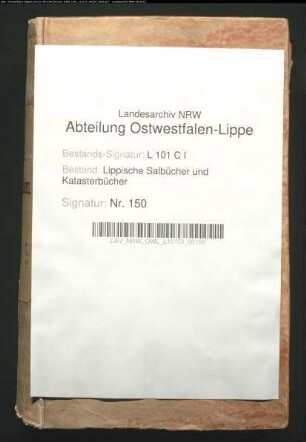 Landesarchiv NRW
Abteilung Ostwestfalen-Lippe
Bestands-Signatur: L 101 C I
Bestand: Lippische Salbücher und
Katasterbücher
Signatur: Nr. 150
LAV_NRW_OWL_L101CI_00150